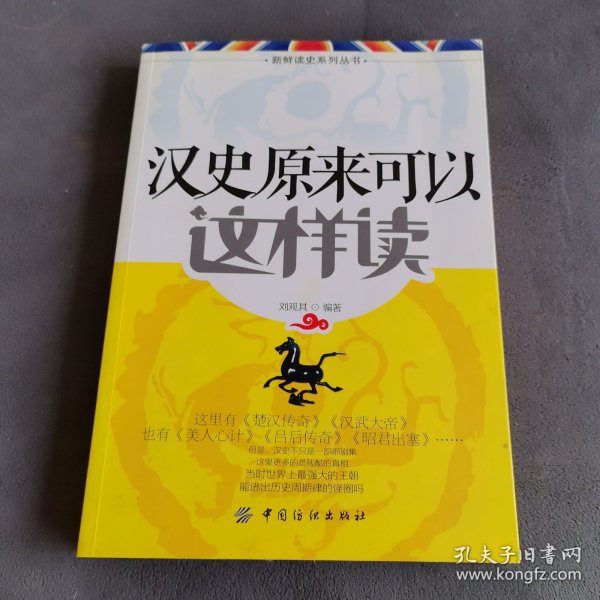 ·新鲜读史系列丛书·
汉史原来可以
这样读
刘观其⊙编著
这里有《楚汉传奇》《汉武大帝》
也有《美人心计》《吕后传奇》《昭君出塞》……
但是，汉史不只是一部部剧集
这里更多的是残酷的真相
当时世界上最强大的王朝
能逃出历史周期律的怪圈吗
中国纺织出版社
孔夫子旧书网
www.kongfz.com